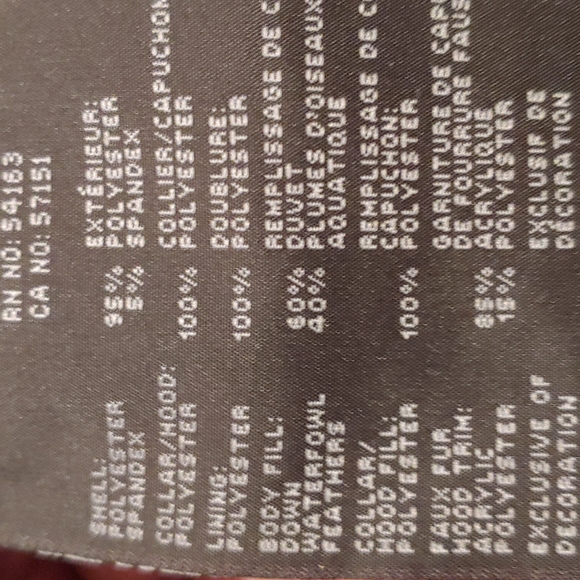 RN NO: 54163
CA NO: 57151
SHELL: EXTÉRIEUR:
POLYESTER 95% POLYESTER
SPANDEX 5% SPANDEX
COLLAR/HOOD: COLLIER/CAPUCHON
POLYESTER 100% POLYESTER
LINING: DOUBLURE:
POLYESTER 100% POLYESTER
BODY FILL: REMPLISSAGE DE C
DOWN 60% DUVET
WATERFOWL 40% PLUMES D'OISEAUX
FEATHERS AQUATIQUE
COLLAR/ REMPLISSAGE DE C
HOOD FILL: CAPUCHON:
POLYESTER 100% POLYESTER
FAUX FUR GARNITURE DE CAPU
HOOD TRIM: DE FOURRURE FAUS
ACRYLIC 85% ACRYLIQUE
POLYESTER 15% POLYESTER
EXCLUSIVE OF EXCLUSIF DE
DECORATION DÉCORATION